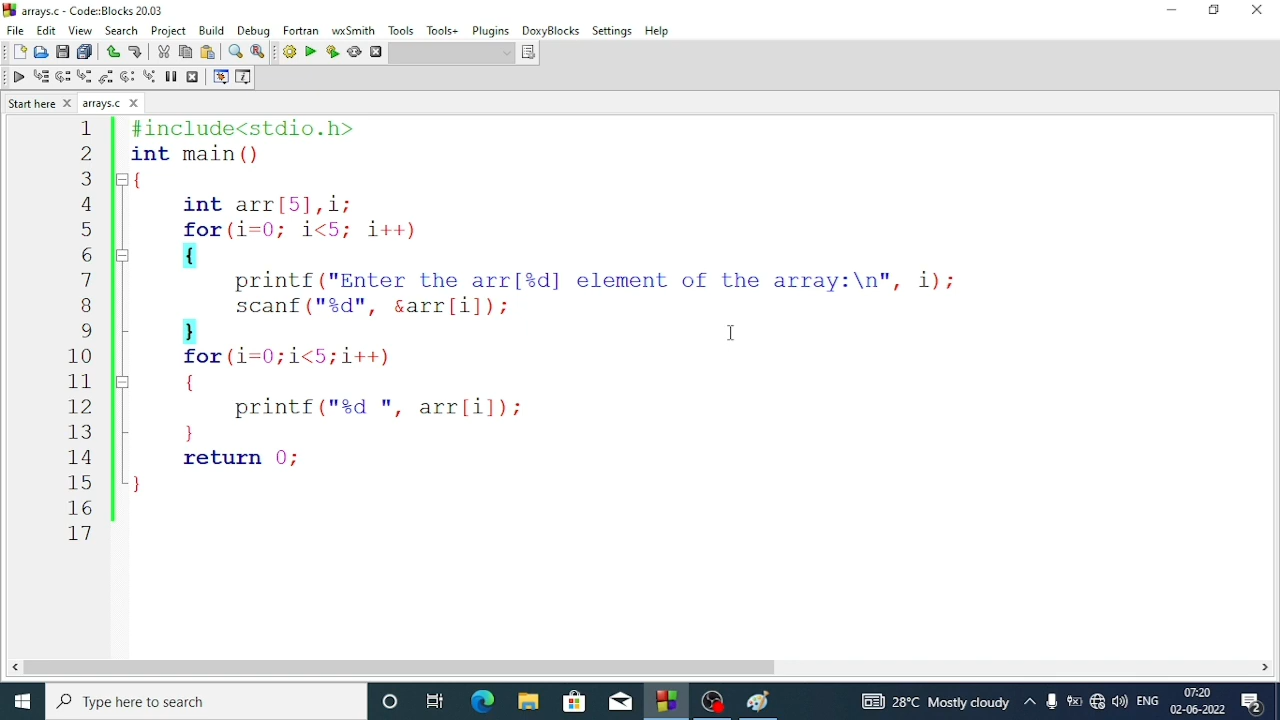 arrays.c - Code::Blocks 20.03
File Edit View Search Project Build Debug Fortran wxSmith Tools Tools+ Plugins DoxyBlocks Settings Help
Start here arrays.c
1 #include<stdio.h>
2 int main()
3 {
4 int arr[5],i;
5 for(i=0; i<5; i++)
6 {
7 printf("Enter the arr[%d] element of the array:\n", i);
8 scanf("%d", &arr[i]);
9 }
10 for(i=0;i<5;i++)
11 {
12 printf("%d ", arr[i]);
13 }
14 return 0;
15 }
16
17
Type here to search 28°C Mostly cloudy ENG 07:20
02-06-2022 2